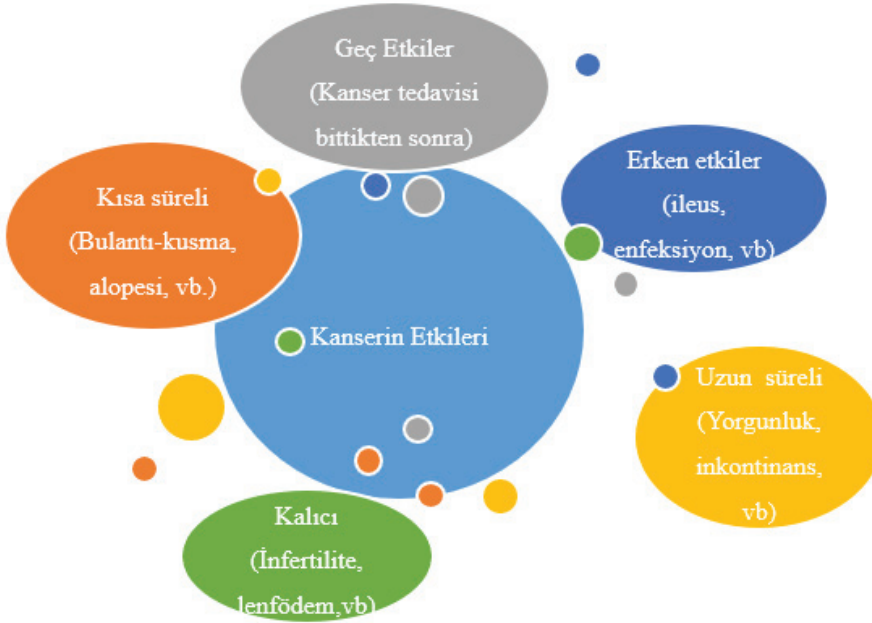 Geç Etkiler
(Kanser tedavisi
bittikten sonra)
Erken etkiler
(ileus,
enfeksiyon, vb)
Kısa süreli
(Bulantı-kusma,
alopesi, vb.)
Kanserin Etkileri
Uzun süreli
(Yorgunluk,
inkontinans,
vb)
Kalıcı
(İnfertilite,
lenfödem,vb)